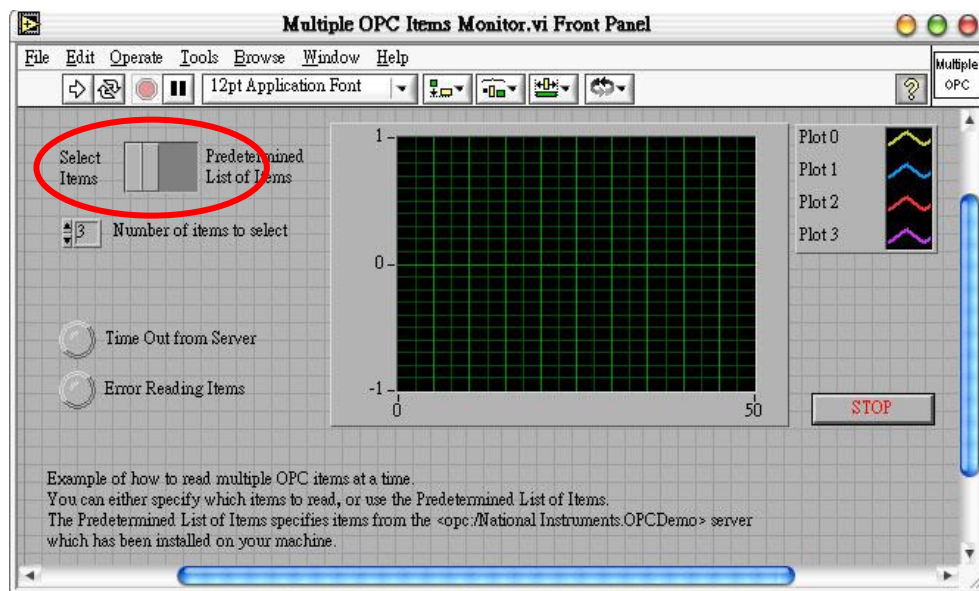 Multiple OPC Items Monitor.vi Front Panel
File Edit Operate Tools Browse Window Help
12pt Application Font
?
Multiple
OPC
Select
Items
Predetermined
List of Items
3 Number of items to select
Time Out from Server
Error Reading Items
1
0
-1
0 50
Plot 0
Plot 1
Plot 2
Plot 3
STOP
Example of how to read multiple OPC items at a time.
You can either specify which items to read, or use the Predetermined List of Items.
The Predetermined List of Items specifies items from the <opc:/National Instruments.OPCDemo> server
which has been installed on your machine.